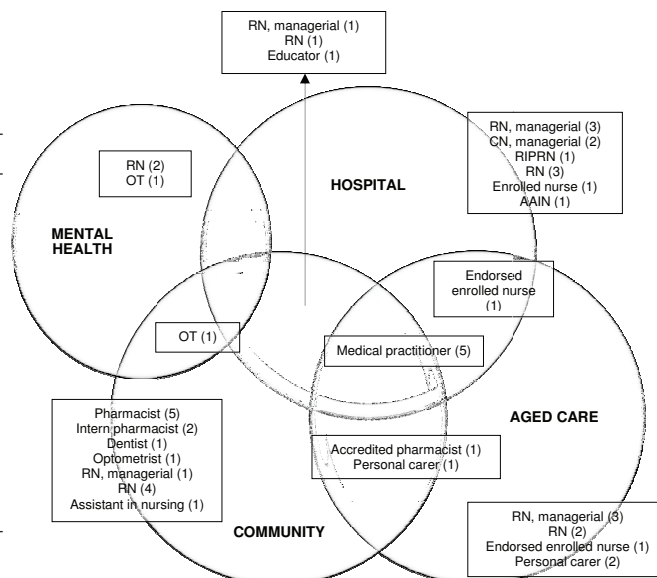 RN, managerial (1)
RN (1)
Educator (1)
RN, managerial (3)
CN, managerial (2)
RIPRN (1)
RN (3)
Enrolled nurse (1)
AAIN (1)
RN (2)
OT (1)
HOSPITAL
MENTAL
HEALTH
Endorsed
enrolled nurse
(1)
OT (1)
Medical practitioner (5)
Pharmacist (5)
Intern pharmacist (2)
Dentist (1)
Optometrist (1)
RN, managerial (1)
RN (4)
Assistant in nursing (1)
AGED CARE
Accredited pharmacist (1)
Personal carer (1)
COMMUNITY
RN, managerial (3)
RN (2)
Endorsed enrolled nurse (1)
Personal carer (2)